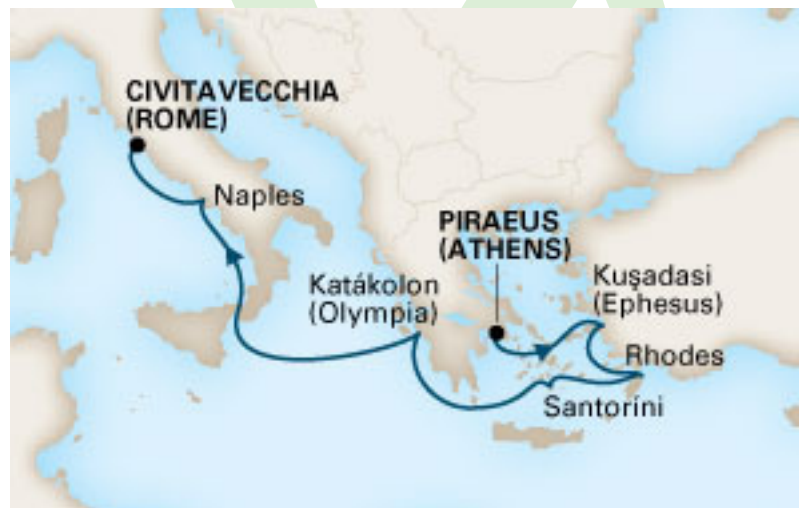 CIVITAVECCHIA
(ROME)
Naples
PIRAEUS
(ATHENS)
Katákolon
(Olympia)
Kuşadasi
(Ephesus)
Rhodes
Santoríni